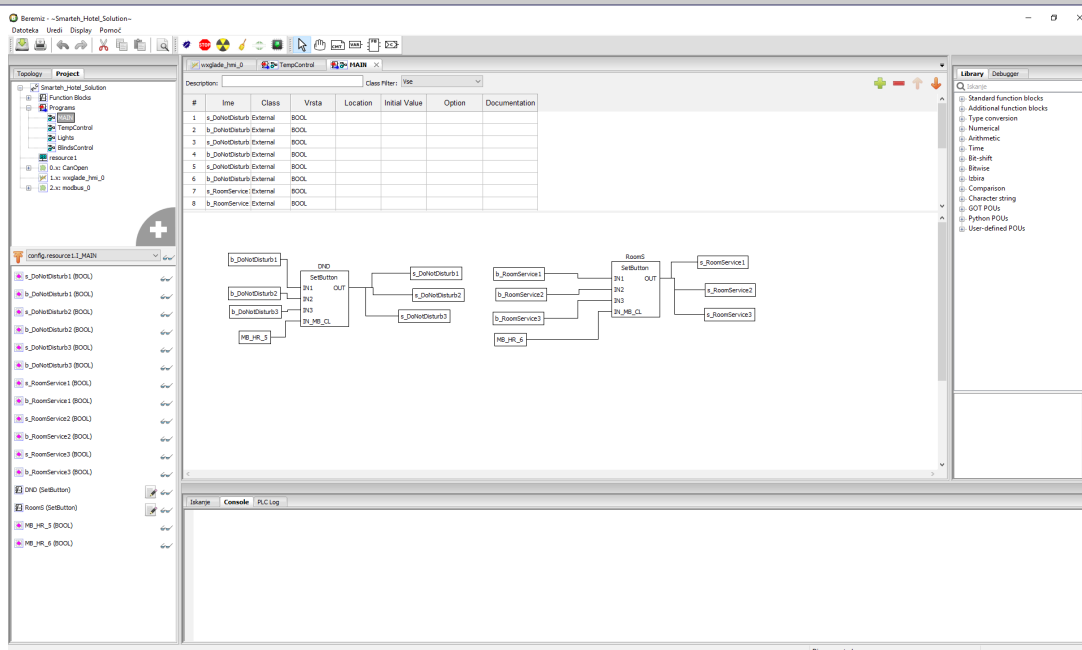 Beremiz - ~Smarteh_Hotel_Solution~
Datoteka Uredi Display Pomoč
STOP CMT VAR FB
wxglade_hmi_0 TempControl MAIN
Topology Project
Smarteh_Hotel_Solution
Function Blocks
Programs
MAIN
TempControl
Lights
BlindsControl
resource1
0.x: CanOpen
1.x: wxglade_hmi_0
2.x: modbus_0
Description: Class Filter: Vse
# Ime Class Vrsta Location Initial Value Option Documentation
1 s_DoNotDisturb External BOOL
2 b_DoNotDisturb External BOOL
3 s_DoNotDisturb External BOOL
4 b_DoNotDisturb External BOOL
5 s_DoNotDisturb External BOOL
6 b_DoNotDisturb External BOOL
7 s_RoomService External BOOL
8 b_RoomService External BOOL
Library Debugger
Iskanje
Standard function blocks
Additional function blocks
Type conversion
Numerical
Arithmetic
Time
Bit-shift
Bitwise
Izbira
Comparison
Character string
GOT POUs
Python POUs
User-defined POUs
config.resource1.I_MAIN
s_DoNotDisturb1 (BOOL)
b_DoNotDisturb1 (BOOL)
s_DoNotDisturb2 (BOOL)
b_DoNotDisturb2 (BOOL)
s_DoNotDisturb3 (BOOL)
b_DoNotDisturb3 (BOOL)
s_RoomService1 (BOOL)
b_RoomService1 (BOOL)
s_RoomService2 (BOOL)
b_RoomService2 (BOOL)
s_RoomService3 (BOOL)
b_RoomService3 (BOOL)
DND (SetButton)
RoomS (SetButton)
MB_HR_5 (BOOL)
MB_HR_6 (BOOL)
b_DoNotDisturb1
b_DoNotDisturb2
b_DoNotDisturb3
MB_HR_5
DND
SetButton
IN1 OUT
IN2
IN3
IN_MB_CL
s_DoNotDisturb1
s_DoNotDisturb2
s_DoNotDisturb3
b_RoomService1
b_RoomService2
b_RoomService3
MB_HR_6
RoomS
SetButton
IN1 OUT
IN2
IN3
IN_MB_CL
s_RoomService1
s_RoomService2
s_RoomService3
Iskanje Console PLC Log